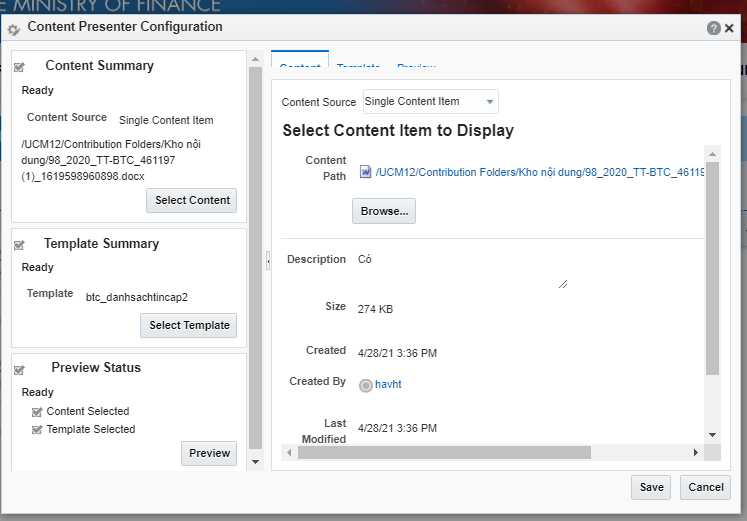 E MINISTRY OF FINANCE
Content Presenter Configuration
Content Summary
Ready
Content Source Single Content Item
/UCM12/Contribution Folders/Kho nội
dung/98_2020_TT-BTC_461197
(1)_1619598960898.docx
Select Content
Template Summary
Ready
Template btc_danhsachtincap2
Select Template
Preview Status
Ready
Content Selected
Template Selected
Preview
Content Template Preview
Content Source Single Content Item
Select Content Item to Display
Content
Path
/UCM12/Contribution Folders/Kho nội dung/98_2020_TT-BTC_46119
Browse...
Description Có
Size 274 KB
Created 4/28/21 3:36 PM
Created By havht
Last
Modified
4/28/21 3:36 PM
Save Cancel